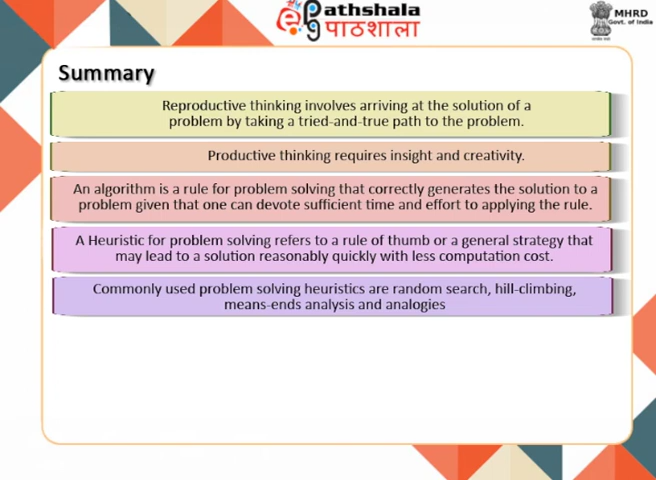 ePathshala
पाठशाला
MHRD
Govt. of India
Summary
Reproductive thinking involves arriving at the solution of a
problem by taking a tried-and-true path to the problem.
Productive thinking requires insight and creativity.
An algorithm is a rule for problem solving that correctly generates the solution to a
problem given that one can devote sufficient time and effort to applying the rule.
A Heuristic for problem solving refers to a rule of thumb or a general strategy that
may lead to a solution reasonably quickly with less computation cost.
Commonly used problem solving heuristics are random search, hill-climbing,
means-ends analysis and analogies